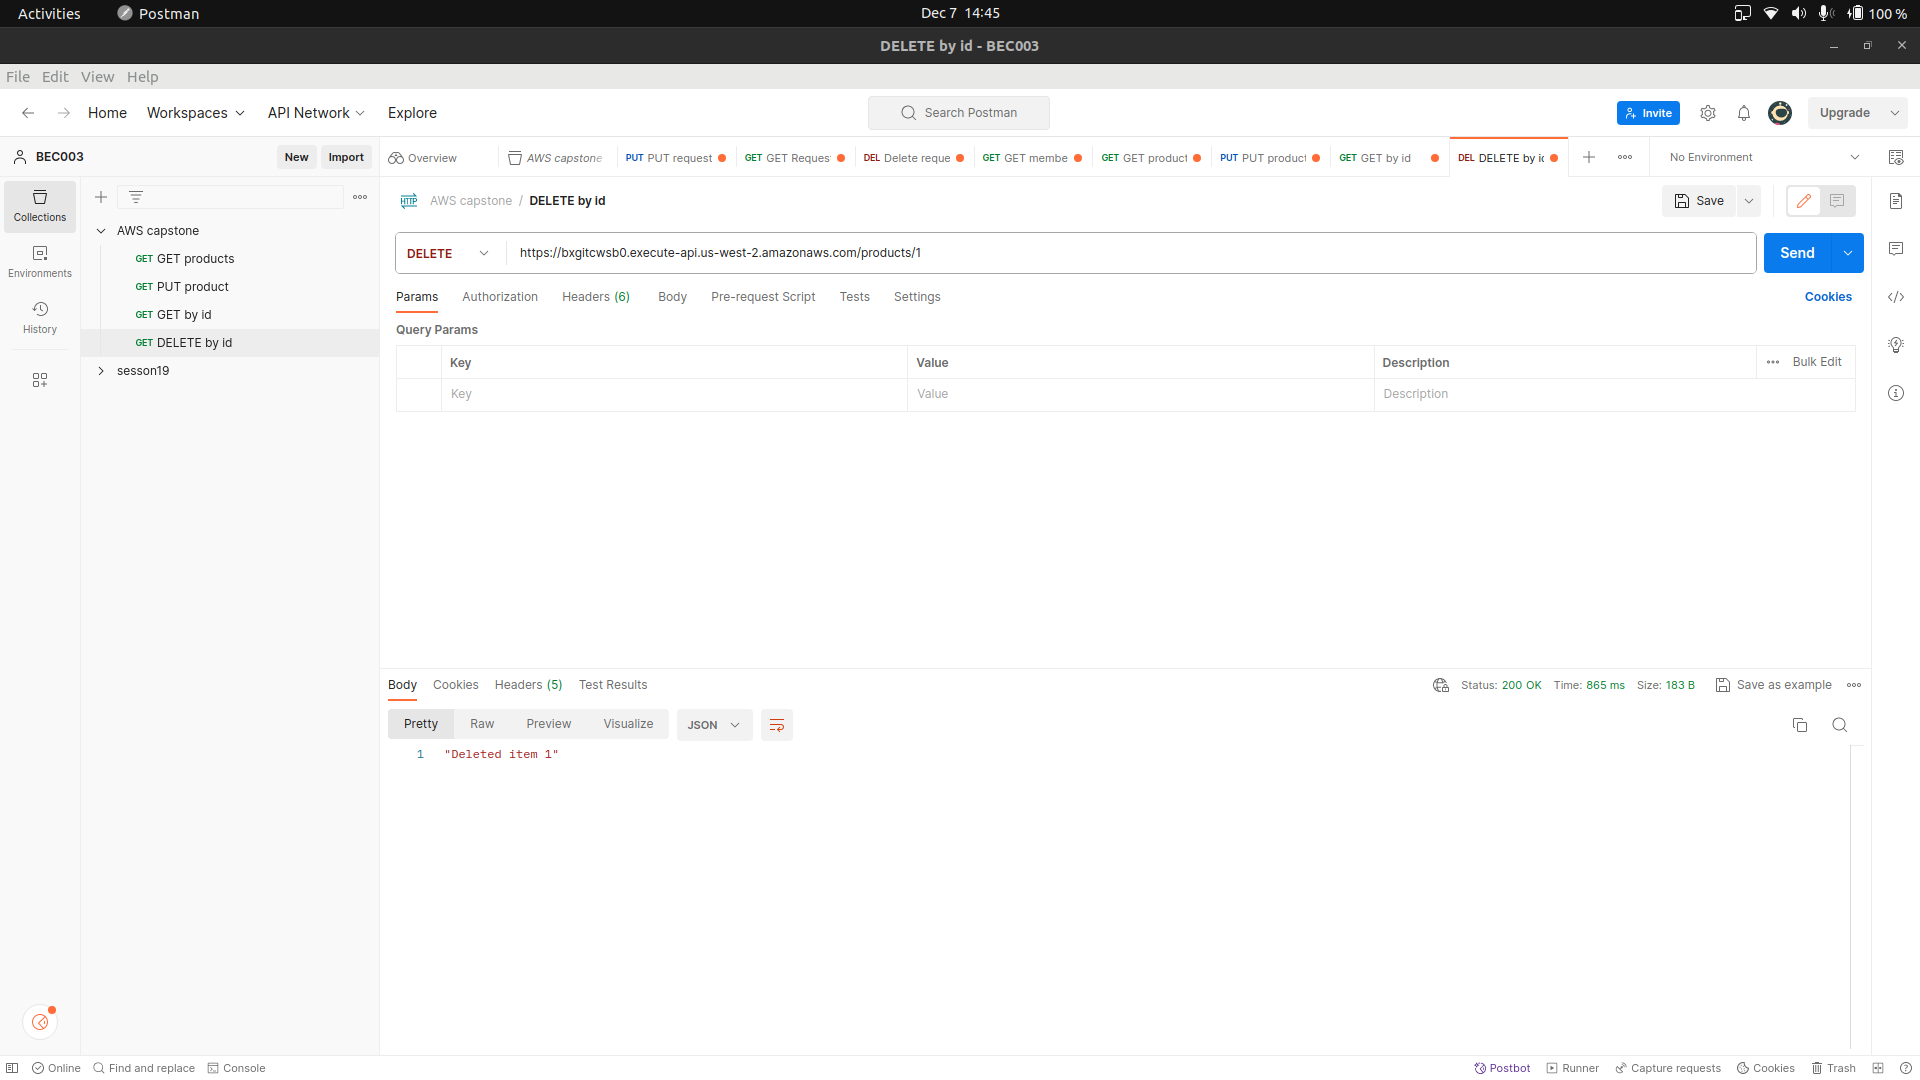 Activities Postman Dec 7 14:45 100 %
DELETE by id - BEC003
File Edit View Help
Home Workspaces API Network Explore Search Postman Invite Upgrade
BEC003 New Import Overview AWS capstone PUT PUT request GET GET Reques DEL Delete reque GET GET membe GET GET product PUT PUT product GET GET by id DEL DELETE by id No Environment
Collections
Environments
History
AWS capstone
GET GET products
GET PUT product
GET GET by id
GET DELETE by id
sesson19
HTTP AWS capstone / DELETE by id Save
DELETE https://bxgitcwsb0.execute-api.us-west-2.amazonaws.com/products/1 Send
Params Authorization Headers (6) Body Pre-request Script Tests Settings Cookies
Query Params
Key Value Description Bulk Edit
Key Value Description
Body Cookies Headers (5) Test Results Status: 200 OK Time: 865 ms Size: 183 B Save as example
Pretty Raw Preview Visualize JSON
1 "Deleted item 1"
Online Find and replace Console Postbot Runner Capture requests Cookies Trash